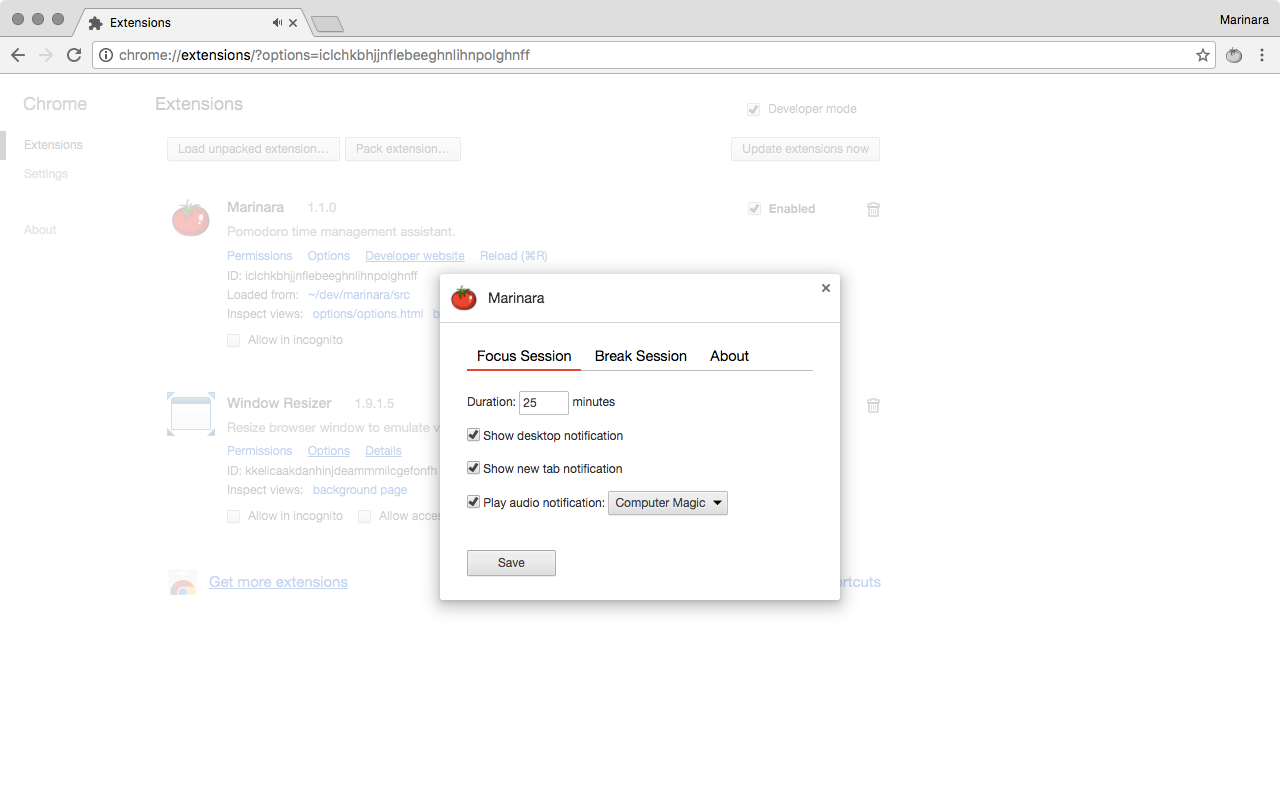 Extensions
Marinara
chrome://extensions/?options=iclchkbhjjnflebeeghnlihnpolghnff
Chrome
Extensions
Developer mode
Extensions
Settings
About
Load unpacked extension...
Pack extension...
Update extensions now
Marinara 1.1.0
Enabled
Pomodoro time management assistant.
Permissions Options Developer website Reload (⌘R)
ID: iclchkbhjjnflebeeghnlihnpolghnff
Loaded from: ~/dev/marinara/src
Inspect views: options/options.html b
Allow in incognito
Window Resizer 1.9.1.5
Resize browser window to emulate v
Permissions Options Details
ID: kkelicaakdanhinjdeammmilcgefonfh
Inspect views: background page
Allow in incognito Allow acces
Get more extensions
rtcuts
Marinara
Focus Session Break Session About
Duration: 25 minutes
Show desktop notification
Show new tab notification
Play audio notification: Computer Magic
Save